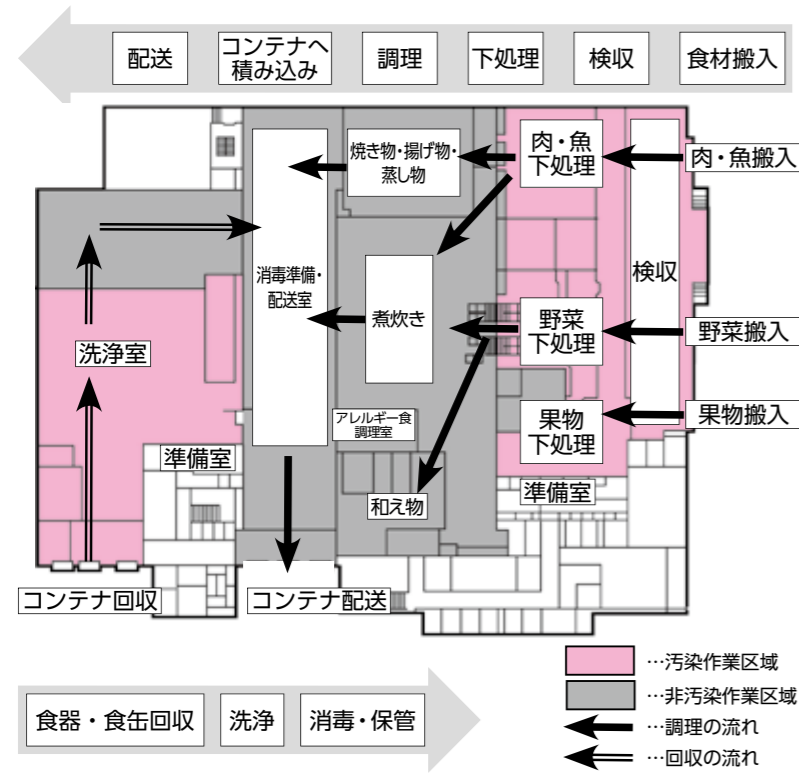 配送
コンテナへ
積み込み
調理
下処理
検収
食材搬入
焼き物・揚げ物・
蒸し物
肉・魚
下処理
肉・魚搬入
検収
消毒準備・
配送室
煮炊き
野菜
下処理
野菜搬入
洗浄室
アレルギー食
調理室
果物
下処理
果物搬入
準備室
和え物
準備室
コンテナ回収
コンテナ配送
…汚染作業区域
…非汚染作業区域
…調理の流れ
…回収の流れ
食器・食缶回収
洗浄
消毒・保管